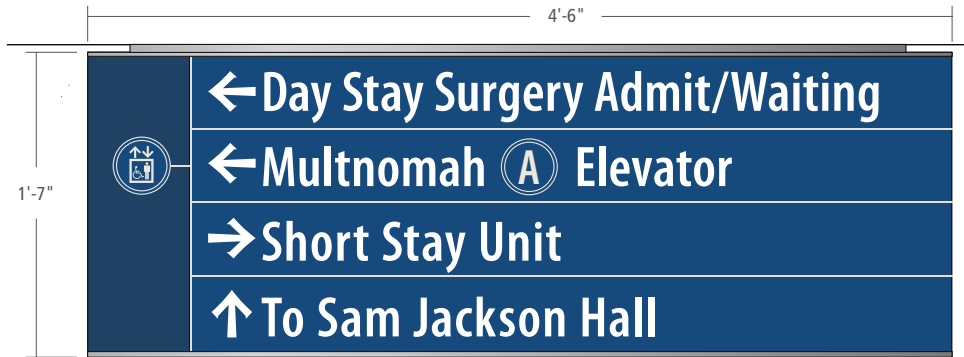 4'-6"
← Day Stay Surgery Admit/Waiting
← Multnomah A Elevator
1'-7"
→ Short Stay Unit
↑ To Sam Jackson Hall